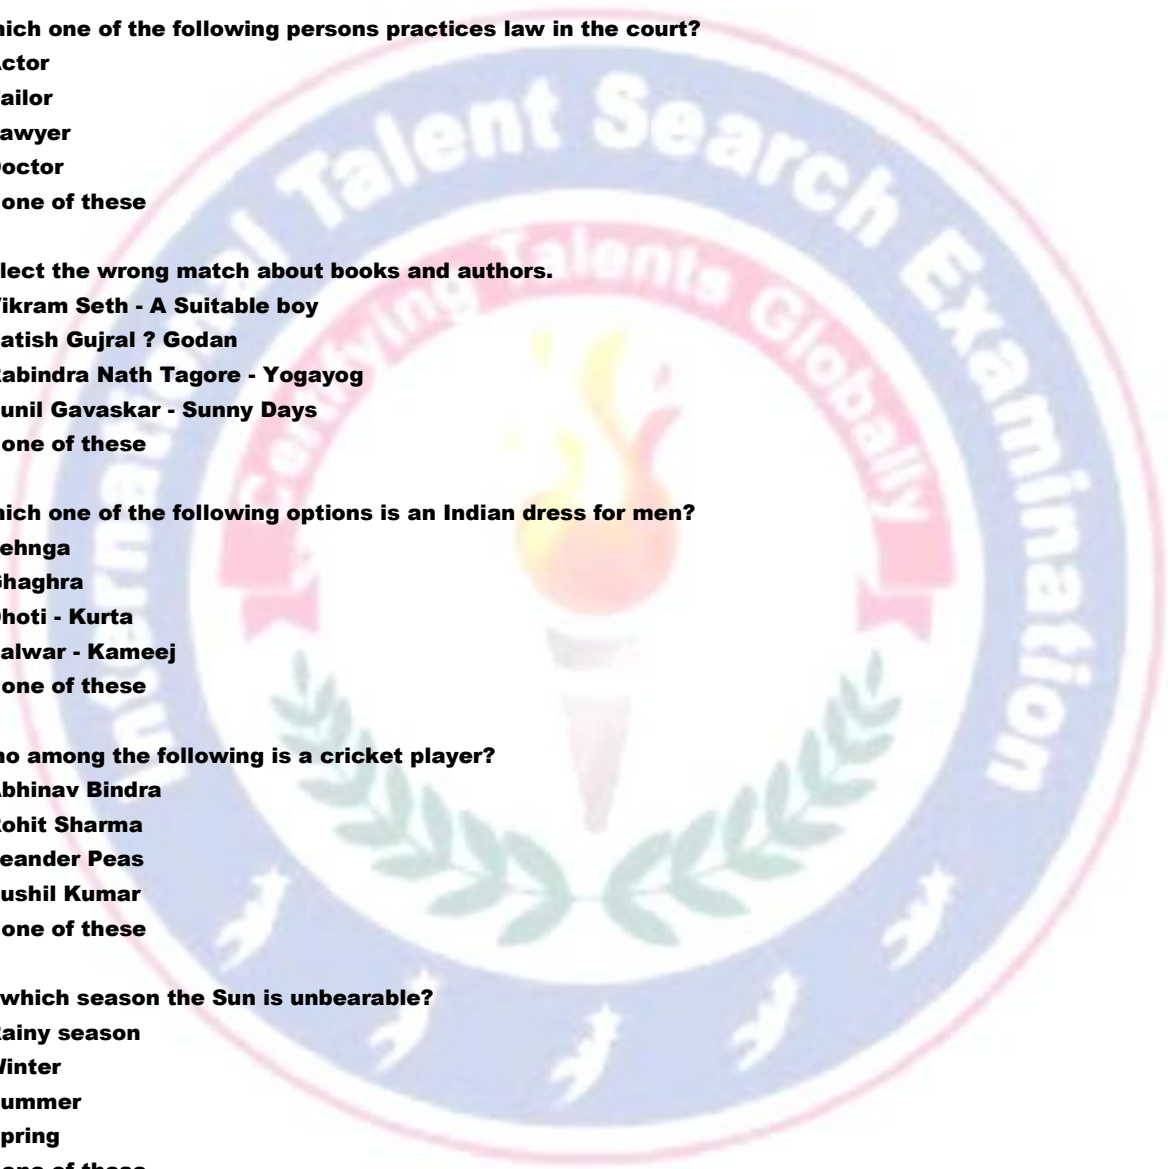 hich one of the following persons practices law in the court?
ctor
ailor
awyer
octor
one of these
lect the wrong match about books and authors.
ikram Seth - A Suitable boy
atish Gujral ? Godan
abindra Nath Tagore - Yogayog
unil Gavaskar - Sunny Days
one of these
hich one of the following options is an Indian dress for men?
ehnga
haghra
hoti - Kurta
alwar - Kameej
one of these
ho among the following is a cricket player?
bhinav Bindra
ohit Sharma
eander Peas
ushil Kumar
one of these
which season the Sun is unbearable?
ainy season
inter
ummer
pring
one of these
International Talent Search Examination
Certifying Talents Globally